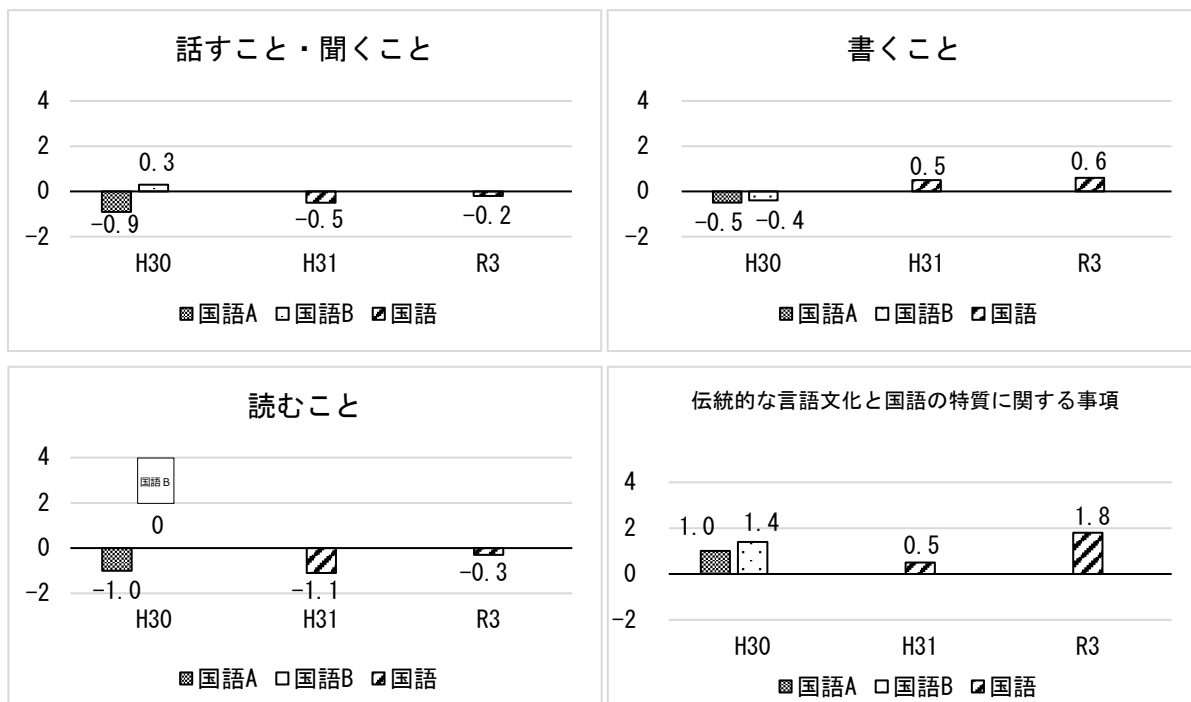 話すこと・聞くこと
4
2
0
-2
0.3
-0.9
-0.5
-0.2
H30
H31
R3
国語A 国語B 国語
書くこと
4
2
0
-2
0.5
0.6
-0.5
-0.4
H30
H31
R3
国語A 国語B 国語
読むこと
4
2
0
-2
国語B
0
-1.0
-1.1
-0.3
H30
H31
R3
国語A 国語B 国語
伝統的な言語文化と国語の特質に関する事項
4
2
0
-2
1.0
1.4
0.5
1.8
H30
H31
R3
国語A 国語B 国語